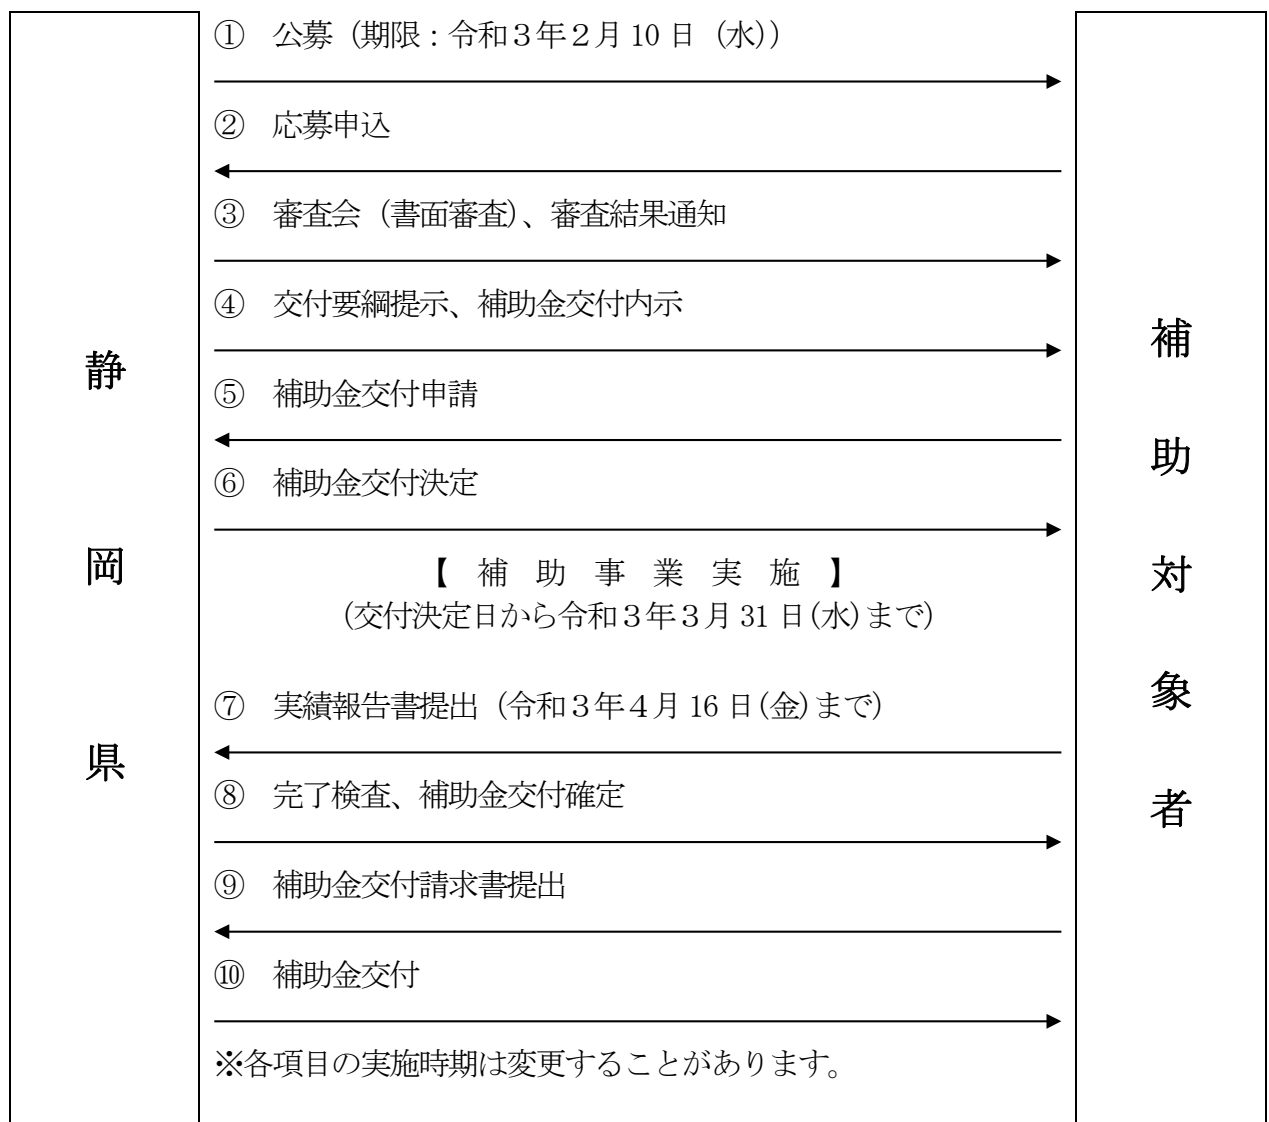 静岡県
① 公募（期限：令和３年２月10日（水））
② 応募申込
③ 審査会（書面審査）、審査結果通知
④ 交付要綱提示、補助金交付内示
⑤ 補助金交付申請
⑥ 補助金交付決定
【 補 助 事 業 実 施 】
（交付決定日から令和３年３月31日（水）まで）
⑦ 実績報告書提出（令和３年４月16日（金）まで）
⑧ 完了検査、補助金交付確定
⑨ 補助金交付請求書提出
⑩ 補助金交付
※各項目の実施時期は変更することがあります。
補助対象者